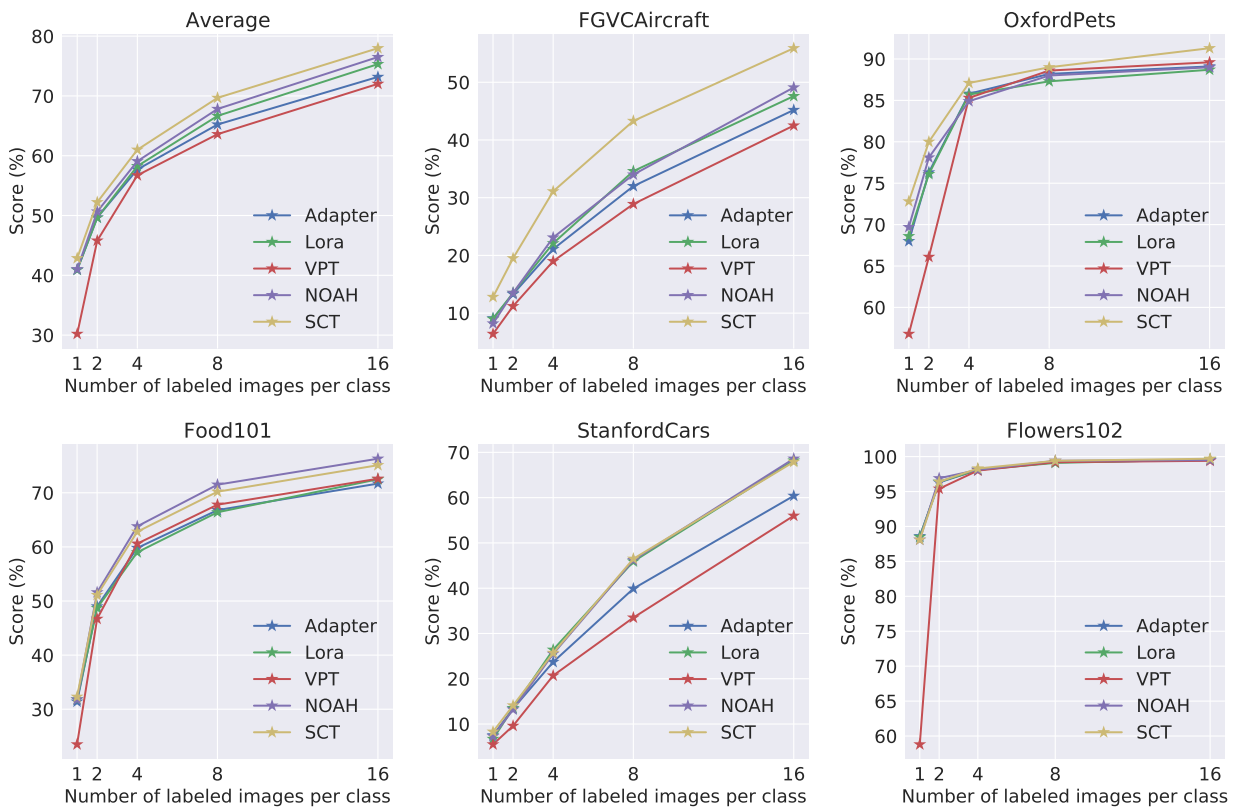 Average
Score (%)
80
70
60
50
40
30
Adapter
Lora
VPT
NOAH
SCT
1 2 4 8 16
Number of labeled images per class
FGVCAircraft
Score (%)
50
40
30
20
10
Adapter
Lora
VPT
NOAH
SCT
1 2 4 8 16
Number of labeled images per class
OxfordPets
Score (%)
90
85
80
75
70
65
60
Adapter
Lora
VPT
NOAH
SCT
1 2 4 8 16
Number of labeled images per class
Food101
Score (%)
70
60
50
40
30
Adapter
Lora
VPT
NOAH
SCT
1 2 4 8 16
Number of labeled images per class
StanfordCars
Score (%)
70
60
50
40
30
20
10
Adapter
Lora
VPT
NOAH
SCT
1 2 4 8 16
Number of labeled images per class
Flowers102
Score (%)
100
95
90
85
80
75
70
65
60
Adapter
Lora
VPT
NOAH
SCT
1 2 4 8 16
Number of labeled images per class